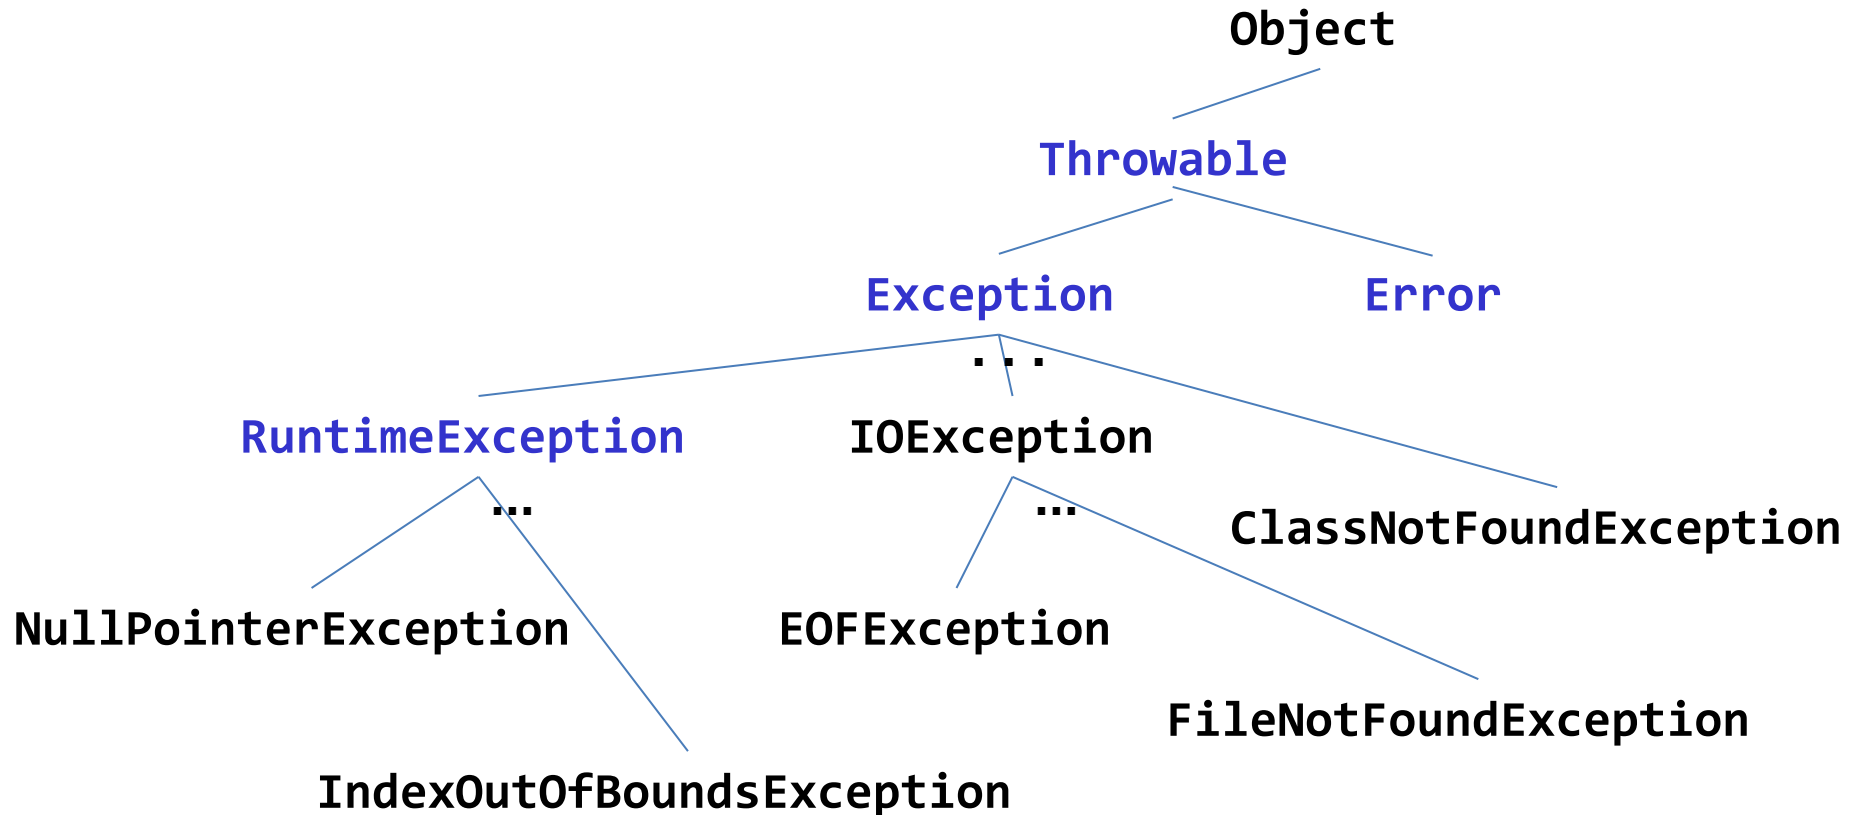 Object
Throwable
Exception Error
...
RuntimeException IOException
… …
ClassNotFoundException
NullPointerException EOFException
FileNotFoundException
IndexOutOfBoundsException